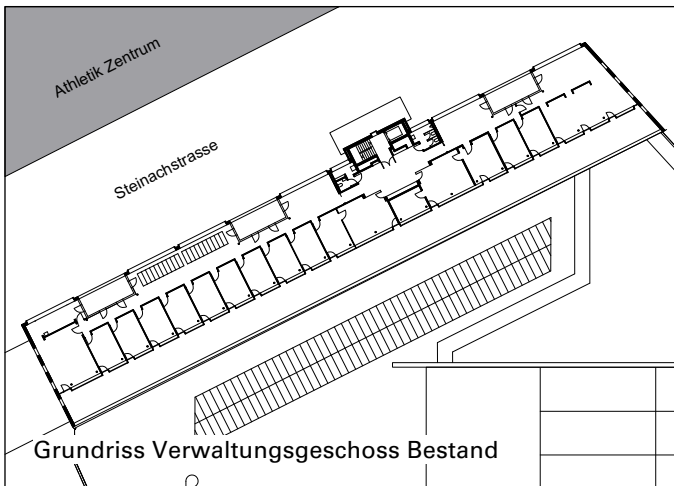 Athletik Zentrum
Steinachstrasse
Grundriss Verwaltungsgeschoss Bestand